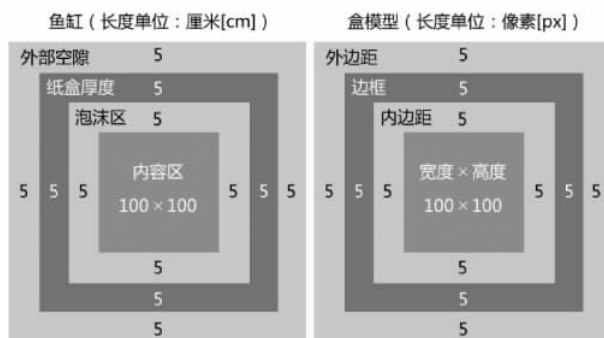 鱼缸（长度单位：厘米[cm]）
外部空隙 5
纸盒厚度 5
泡沫区 5
内容区
5 5 5 100×100 5 5 5
5
5
5
盒模型（长度单位：像素[px]）
外边距 5
边框 5
内边距 5
宽度×高度
5 5 5 100×100 5 5 5
5
5
5